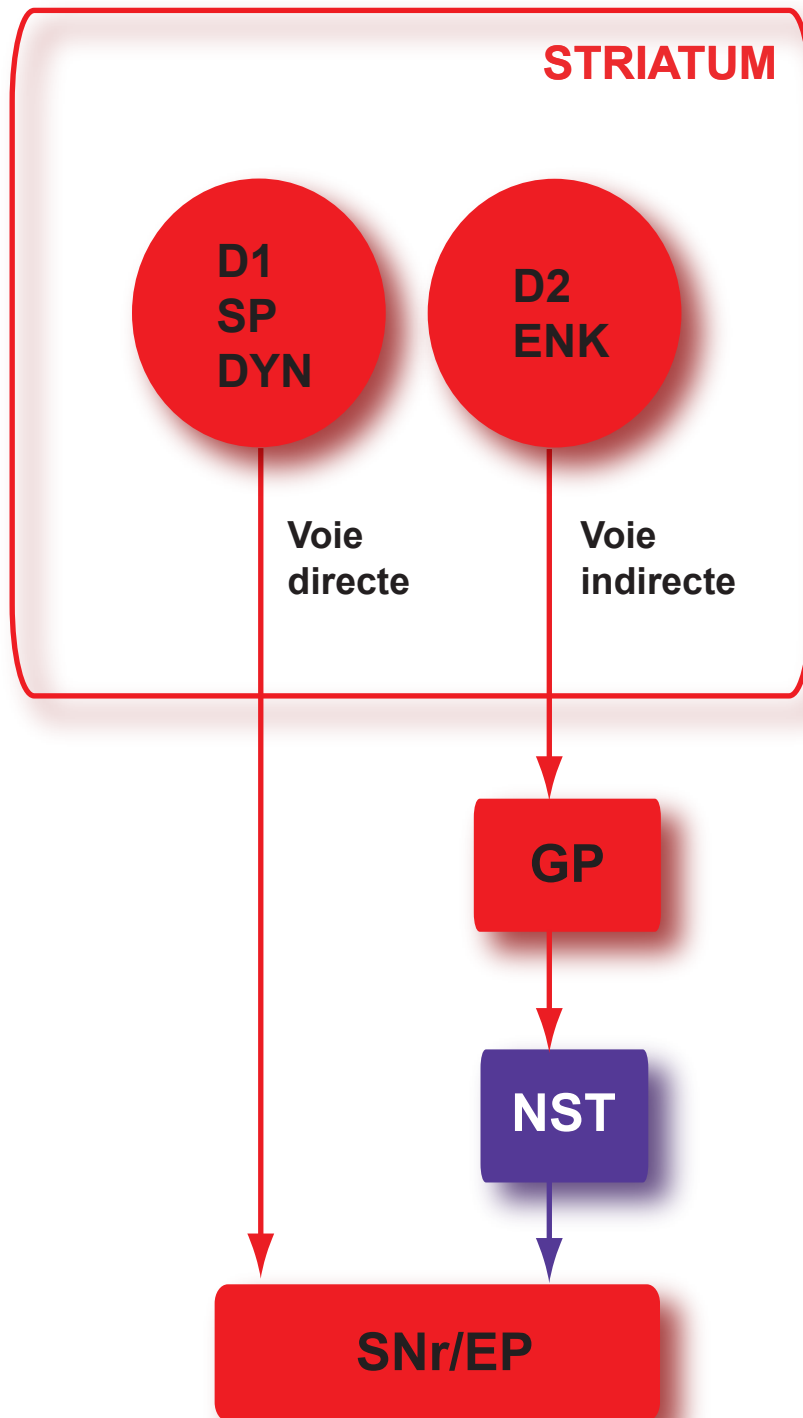 STRIATUM
D1
SP
DYN
D2
ENK
Voie
directe
Voie
indirecte
GP
NST
SNr/EP